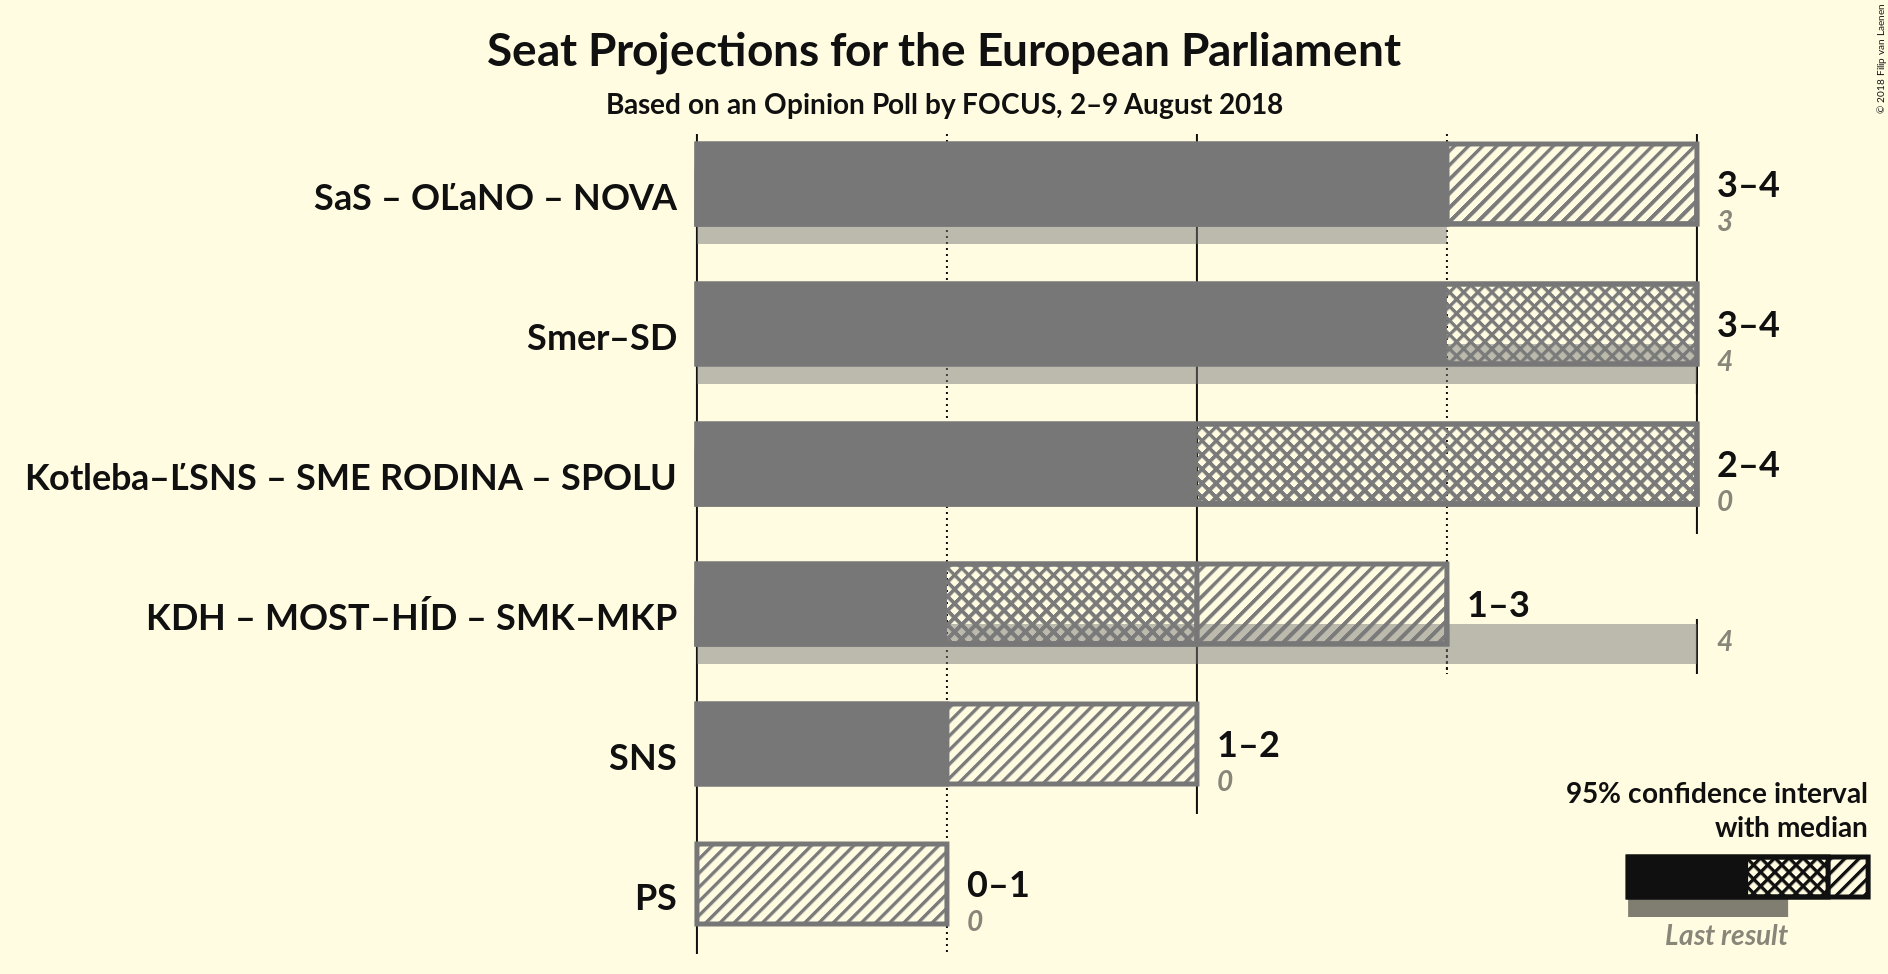 Seat Projections for the European Parliament
Based on an Opinion Poll by FOCUS, 2–9 August 2018
© 2018 Filip van Laenen
SaS – OĽaNO – NOVA
3–4
3
Smer–SD
3–4
4
Kotleba–ĽSNS – SME RODINA – SPOLU
2–4
0
KDH – MOST–HÍD – SMK–MKP
1–3
4
SNS
1–2
0
PS
0–1
0
95% confidence interval
with median
Last result